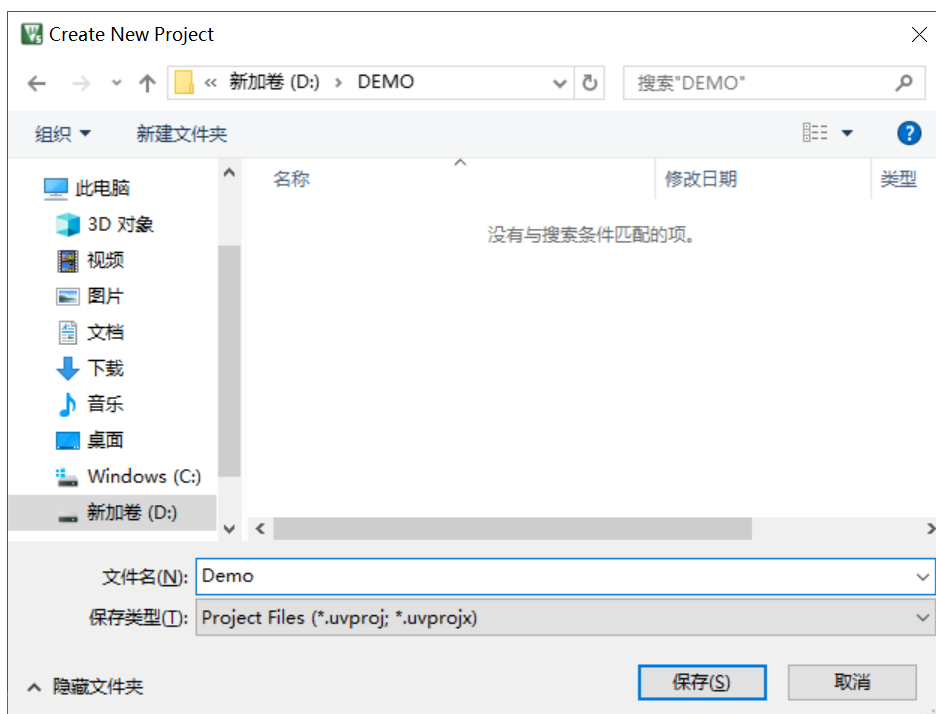 Create New Project
« 新加卷 (D:) › DEMO
搜索"DEMO"
组织
新建文件夹
名称
修改日期
类型
没有与搜索条件匹配的项。
此电脑
3D 对象
视频
图片
文档
下载
音乐
桌面
Windows (C:)
新加卷 (D:)
文件名(N): Demo
保存类型(T): Project Files (*.uvproj; *.uvprojx)
隐藏文件夹
保存(S)
取消